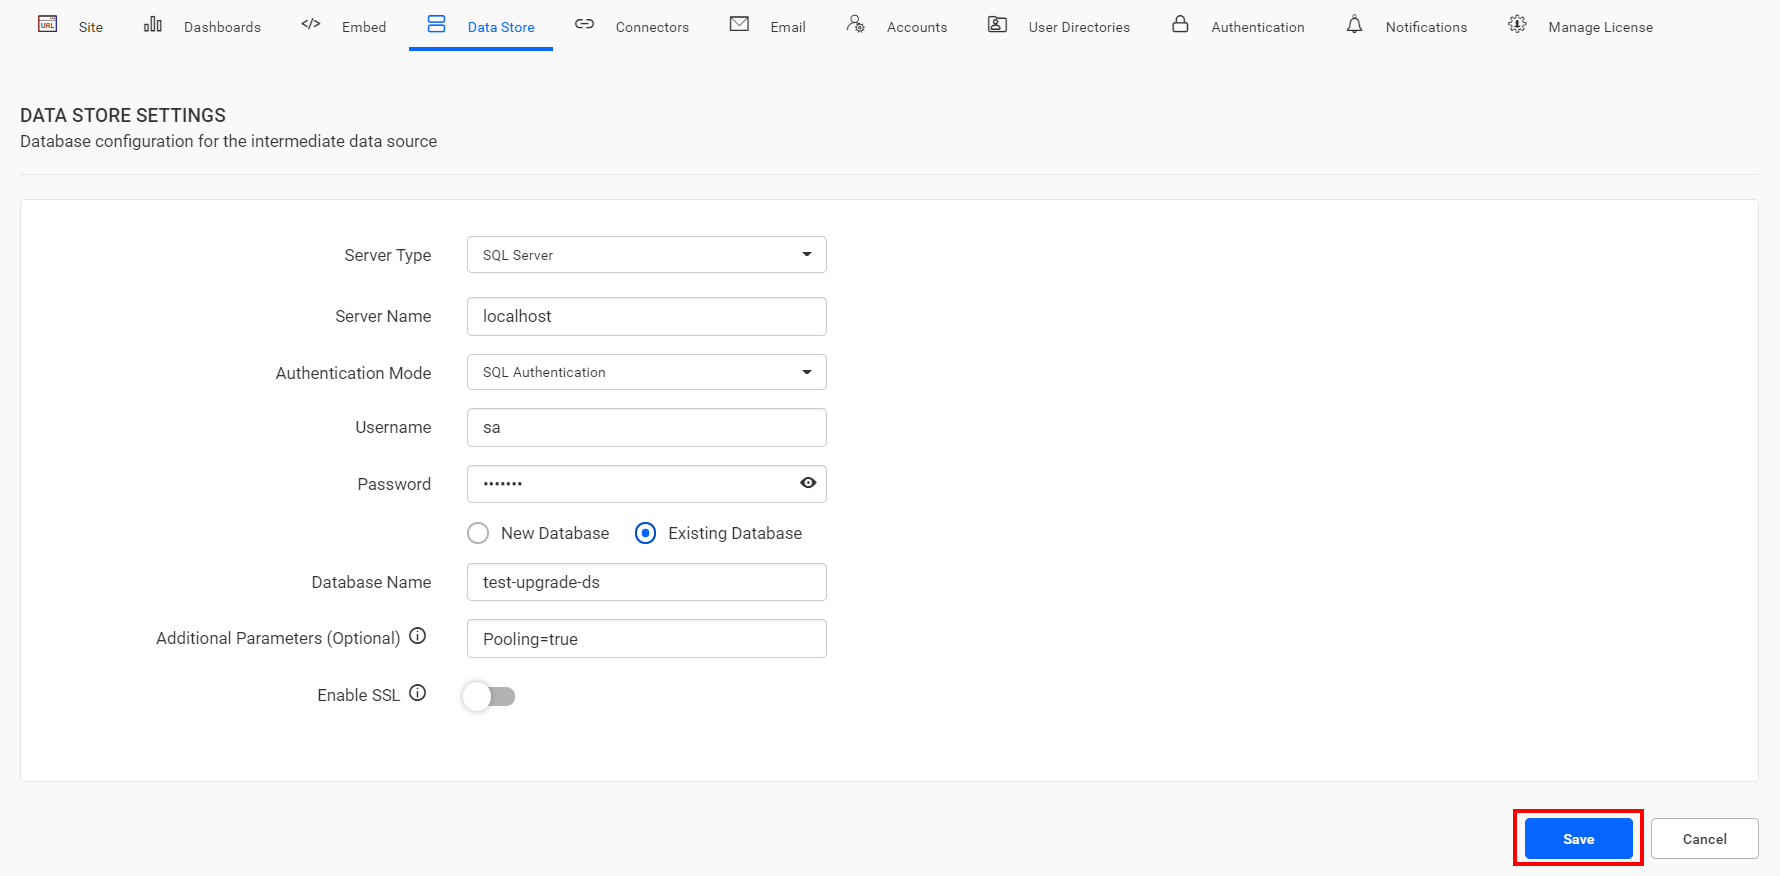 Site Dashboards </> Embed Data Store Connectors Email Accounts User Directories Authentication Notifications Manage License
DATA STORE SETTINGS
Database configuration for the intermediate data source
Server Type SQL Server
Server Name localhost
Authentication Mode SQL Authentication
Username sa
Password •••••••
New Database Existing Database
Database Name test-upgrade-ds
Additional Parameters (Optional) Pooling=true
Enable SSL
Save Cancel